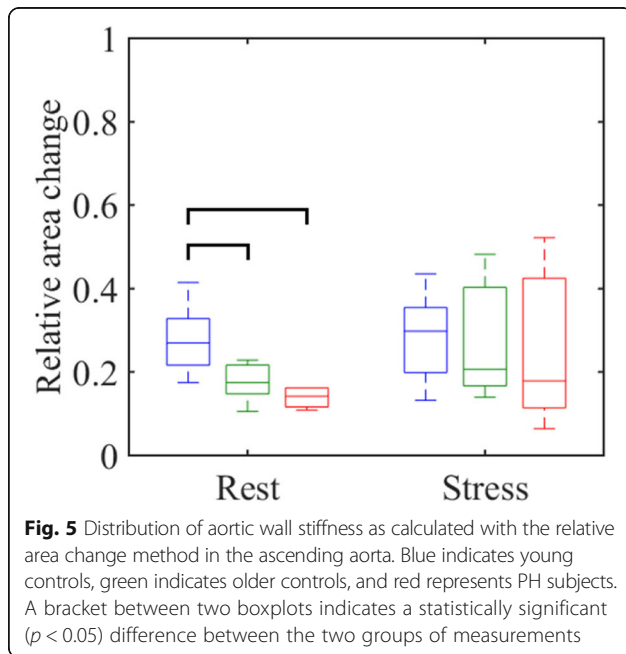 1
0.8
0.6
0.4
0.2
0
Relative area change
Rest Stress
Fig. 5 Distribution of aortic wall stiffness as calculated with the relative
area change method in the ascending aorta. Blue indicates young
controls, green indicates older controls, and red represents PH subjects.
A bracket between two boxplots indicates a statistically significant
(p < 0.05) difference between the two groups of measurements